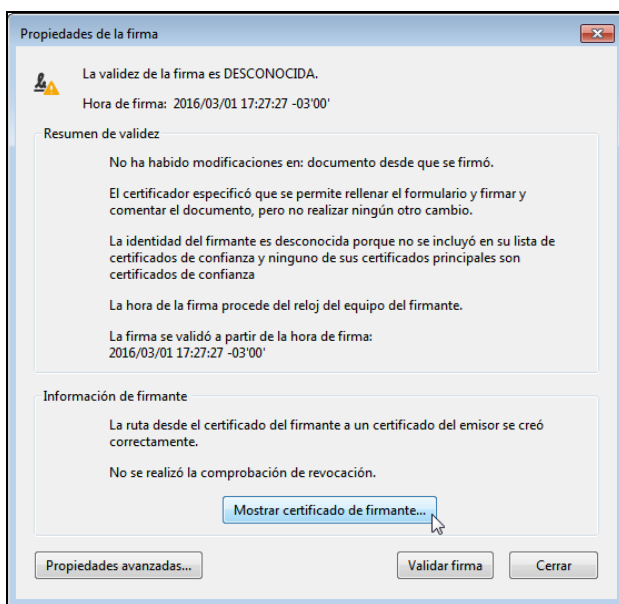 Propiedades de la firma
La validez de la firma es DESCONOCIDA.
Hora de firma: 2016/03/01 17:27:27 -03'00'
Resumen de validez
No ha habido modificaciones en: documento desde que se firmó.
El certificador especificó que se permite rellenar el formulario y firmar y
comentar el documento, pero no realizar ningún otro cambio.
La identidad del firmante es desconocida porque no se incluyó en su lista de
certificados de confianza y ninguno de sus certificados principales son
certificados de confianza
La hora de la firma procede del reloj del equipo del firmante.
La firma se validó a partir de la hora de firma:
2016/03/01 17:27:27 -03'00'
Información de firmante
La ruta desde el certificado del firmante a un certificado del emisor se creó
correctamente.
No se realizó la comprobación de revocación.
Mostrar certificado de firmante...
Propiedades avanzadas...
Validar firma
Cerrar